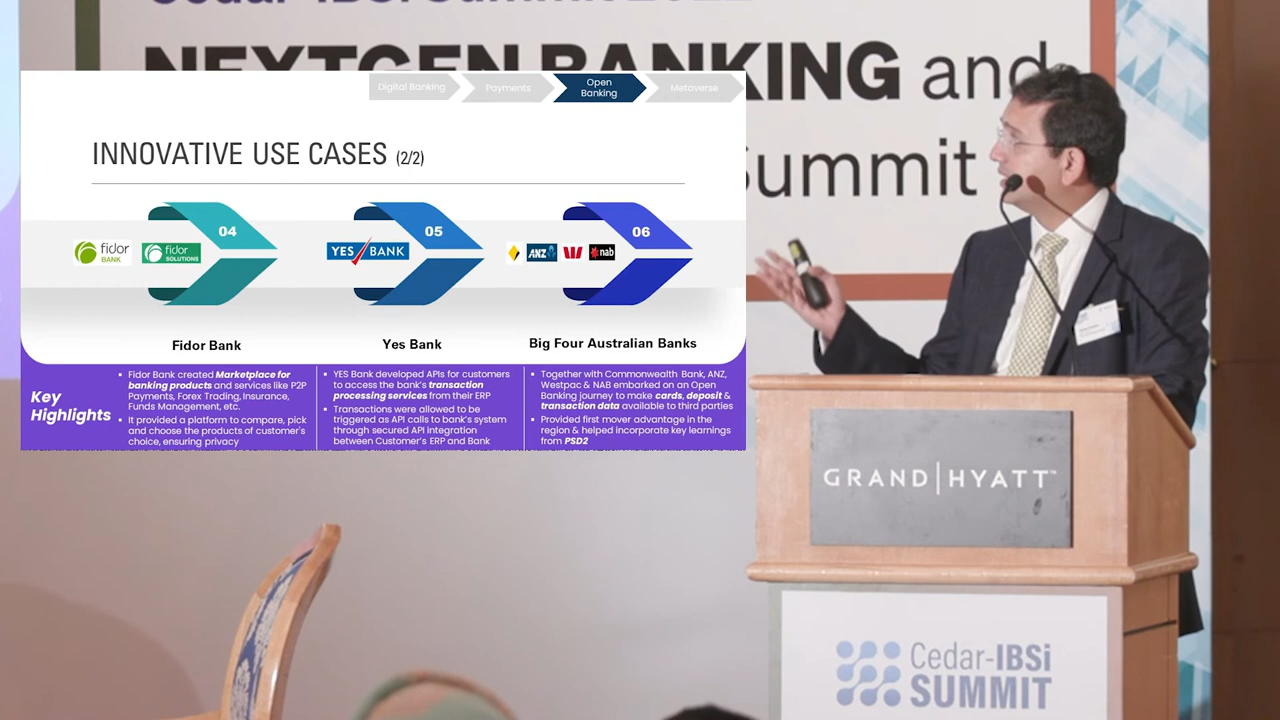 Cedar-IBSi Summit 2022
NEXTGEN BANKING and
Summit
Digital Banking
Payments
Open
Banking
Metaverse
INNOVATIVE USE CASES (2/2)
04
05
06
fidor
BANK
fidor
SOLUTIONS
YES BANK
ANZ
nab
Fidor Bank
Yes Bank
Big Four Australian Banks
Key
Highlights
• Fidor Bank created Marketplace for
banking products and services like P2P
Payments, Forex Trading, Insurance,
Funds Management, etc.
• It provided a platform to compare, pick
and choose the products of customer's
choice, ensuring privacy
• YES Bank developed APIs for customers
to access the bank's transaction
processing services from their ERP
• Transactions were allowed to be
triggered as API calls to bank's system
through secured API integration
between Customer's ERP and Bank
• Together with Commonwealth Bank, ANZ,
Westpac & NAB embarked on an Open
Banking journey to make cards, deposit &
transaction data available to third parties
• Provided first mover advantage in the
region & helped incorporate key learnings
from PSD2
GRAND|HYATT™
Cedar-IBSi
SUMMIT